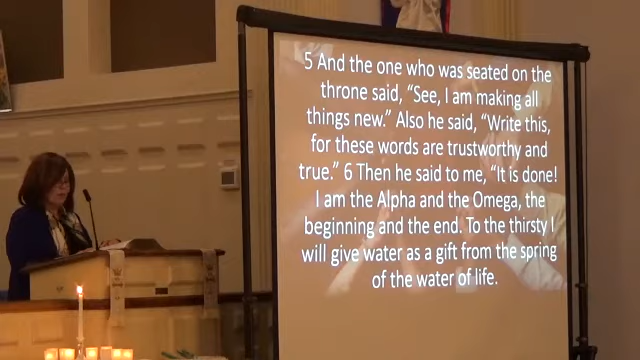 5 And the one who was seated on the
throne said, “See, I am making all
things new.” Also he said, “Write this,
for these words are trustworthy and
true.” 6 Then he said to me, “It is done!
I am the Alpha and the Omega, the
beginning and the end. To the thirsty I
will give water as a gift from the spring
of the water of life.